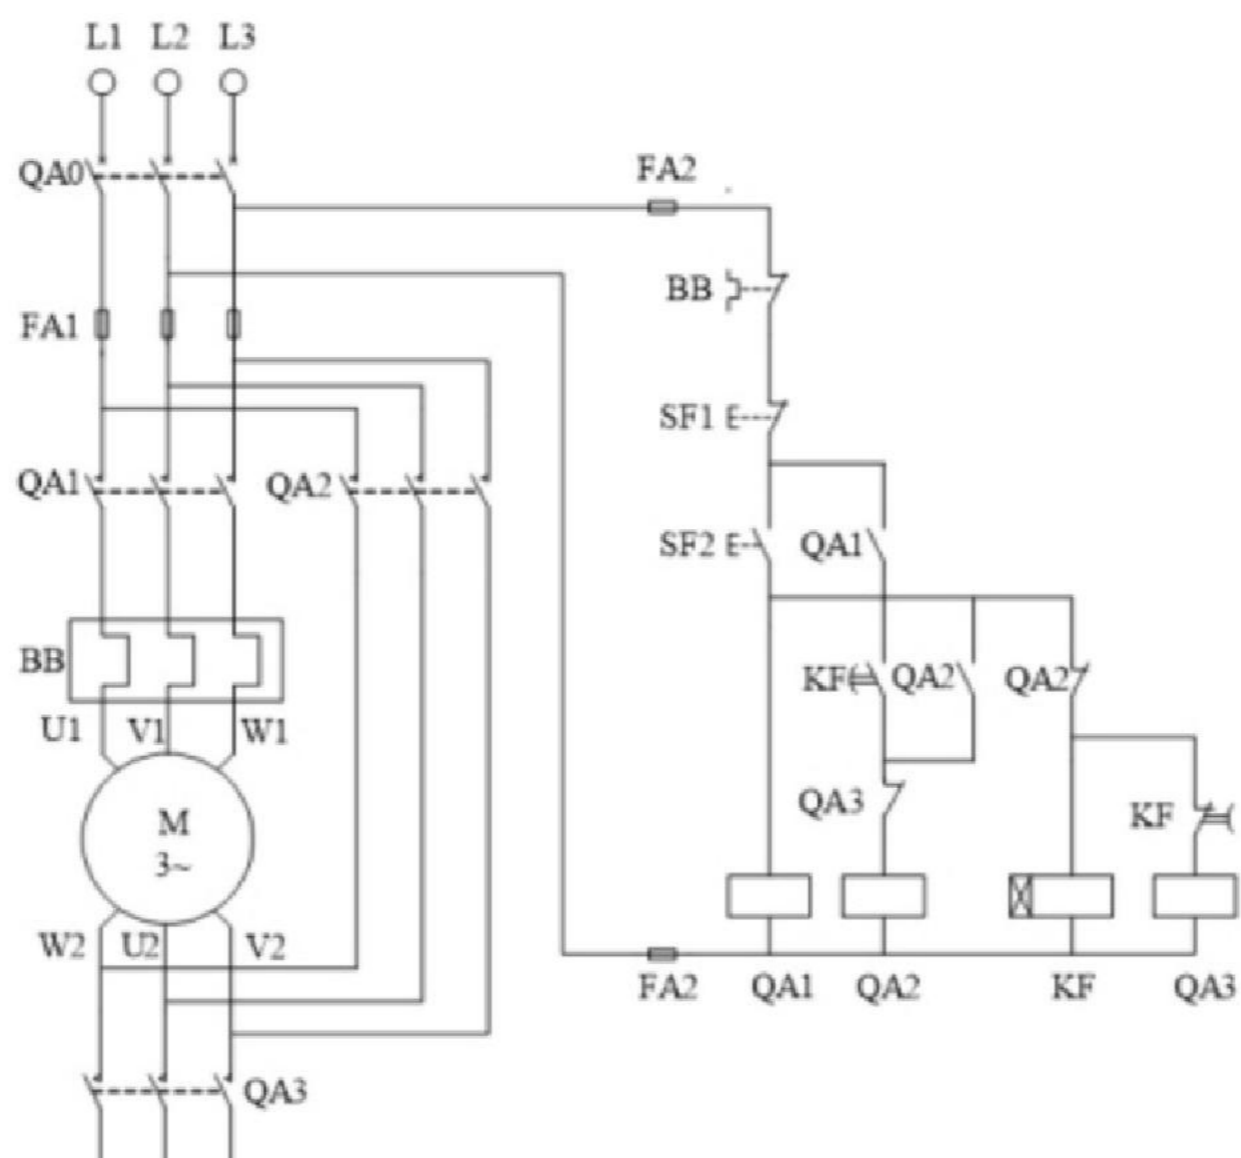 L1 L2 L3
QA0
FA2
BB
FA1
SF1
QA1
QA2
SF2
QA1
BB
KF
QA2
QA2
U1
V1
W1
M
3~
QA3
KF
W2
U2
V2
FA2
QA1
QA2
KF
QA3
QA3